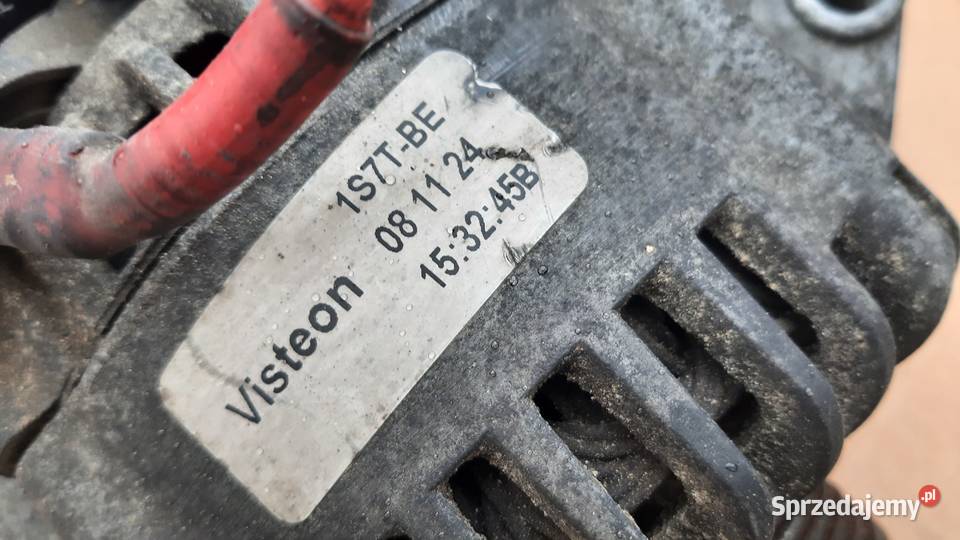 1S7T-BE
Visteon 08 11 24
15:32:45B
Sprzedajemy.pl